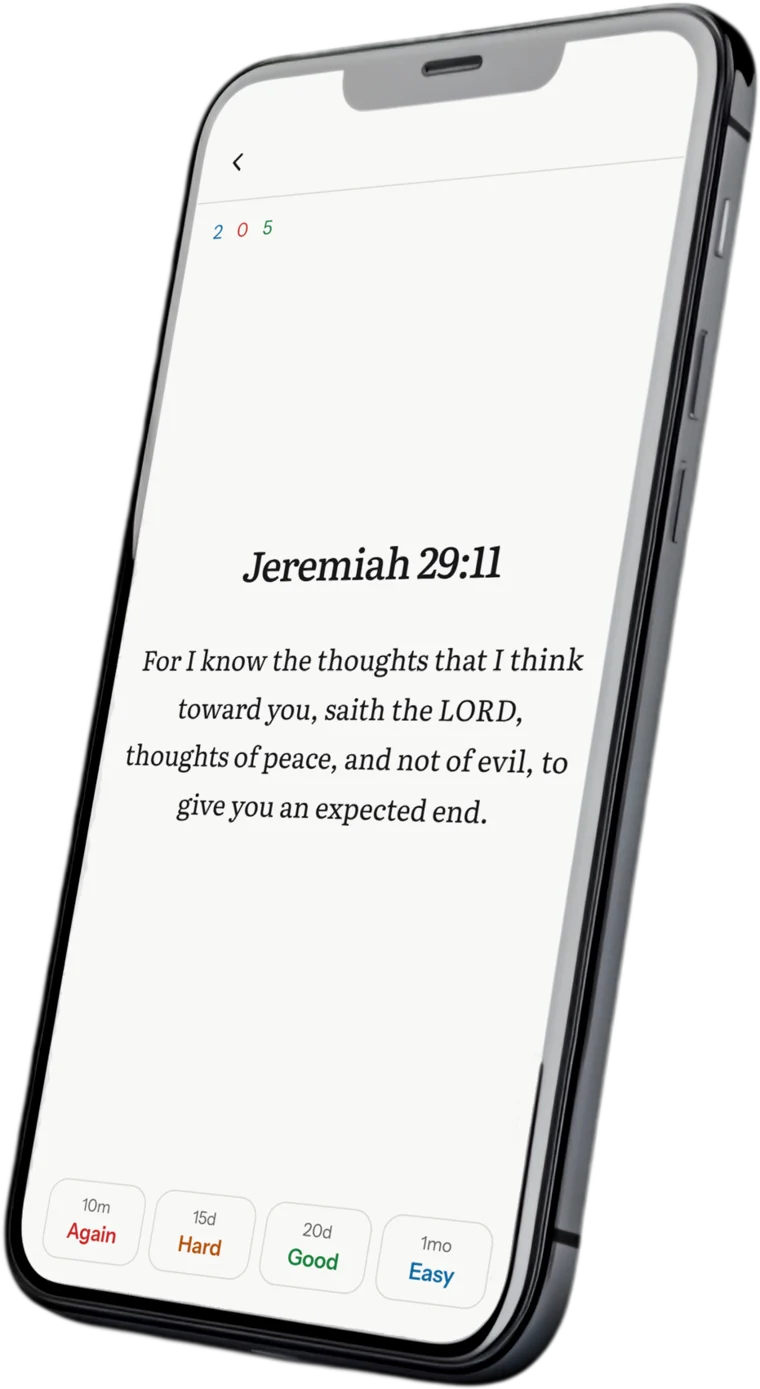 2 0 5
Jeremiah 29:11
For I know the thoughts that I think
toward you, saith the LORD,
thoughts of peace, and not of evil, to
give you an expected end.
10m
Again
15d
Hard
20d
Good
1mo
Easy